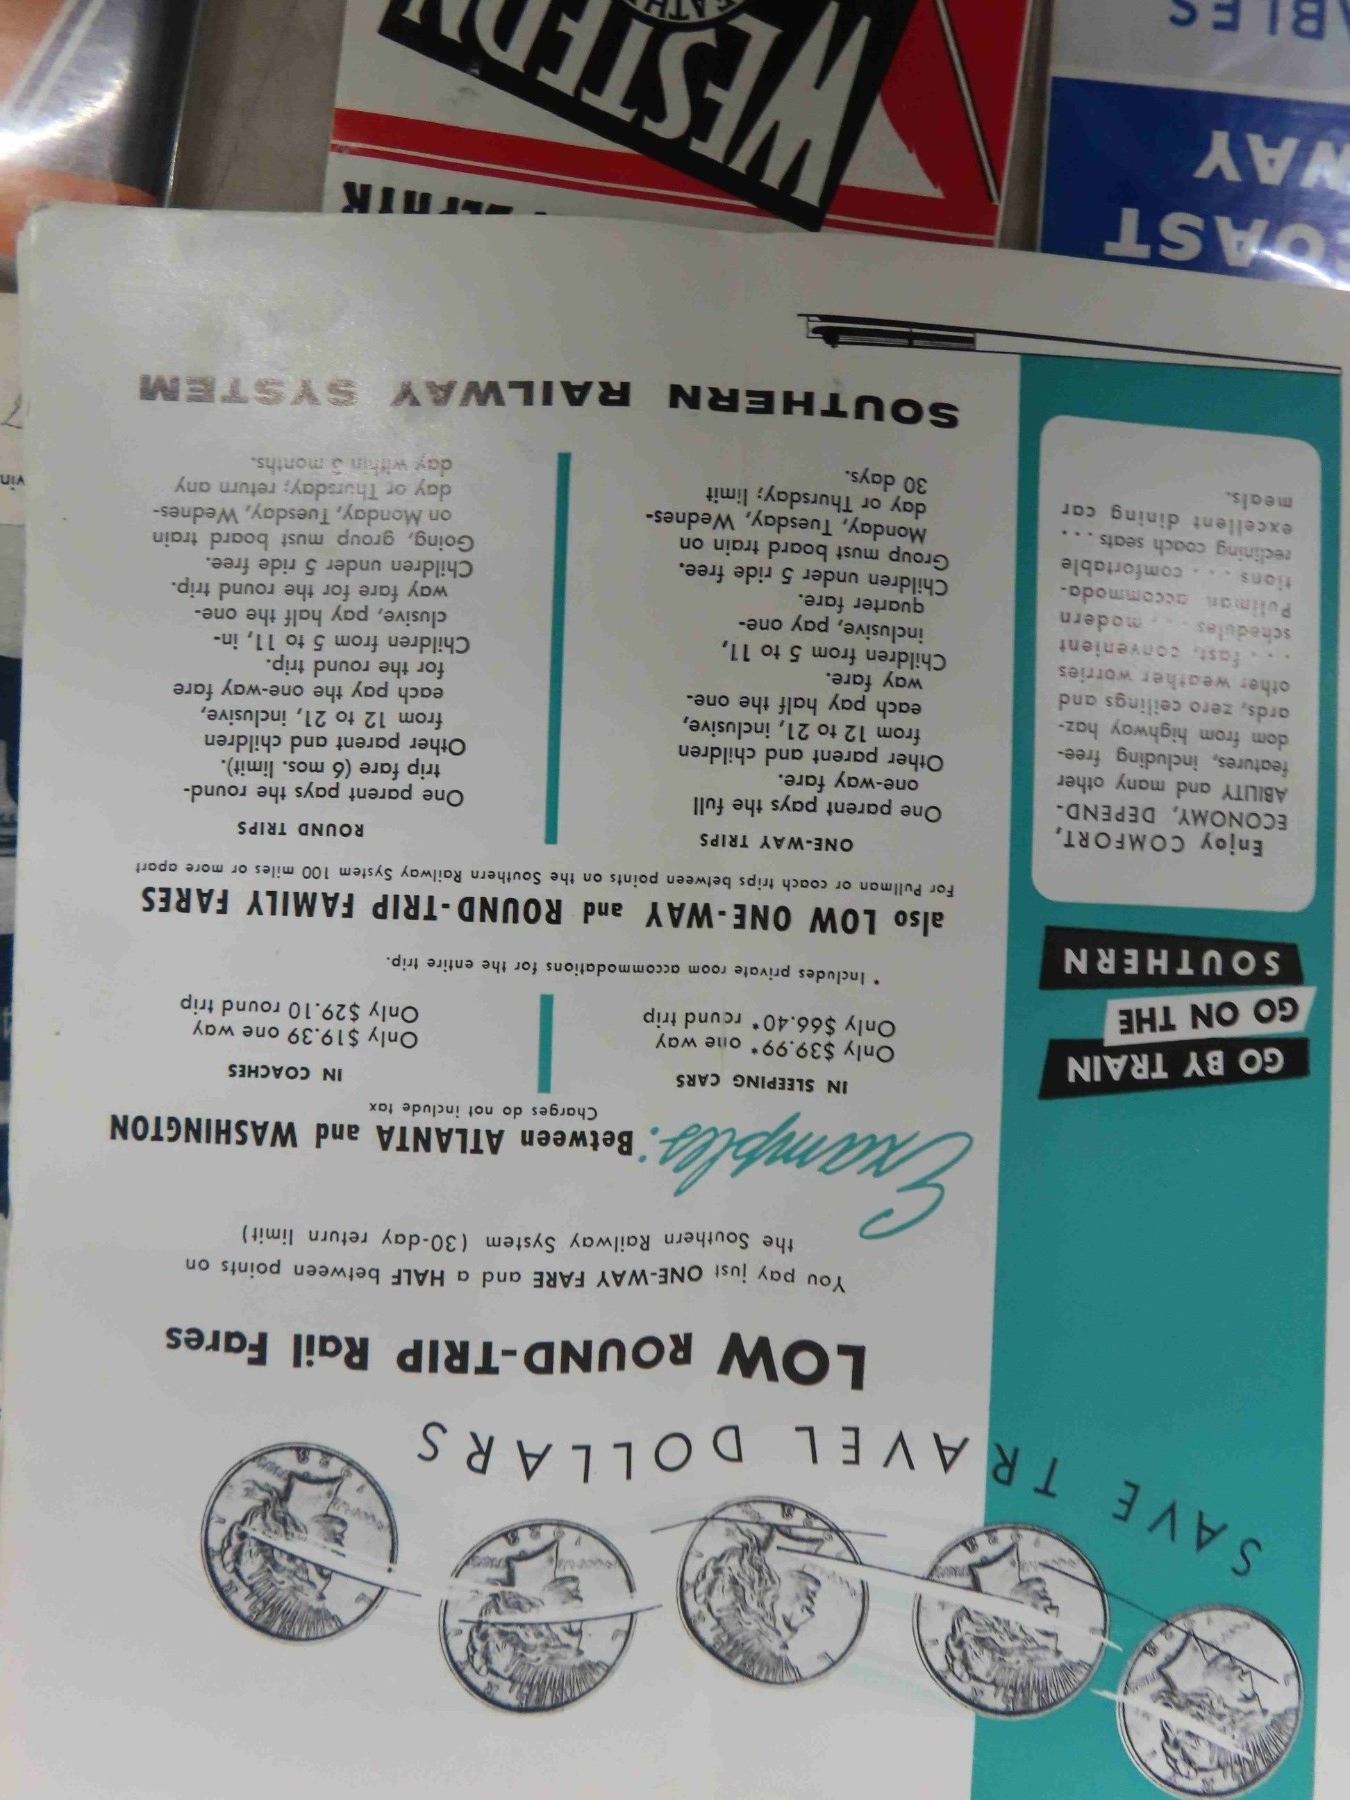 SAVE TRAVEL DOLLARS
LOW ROUND-TRIP Rail Fares
You pay just ONE-WAY FARE and a HALF between points on
the Southern Railway System (30-day return limit)
Examples: Between ATLANTA and WASHINGTON
Charges do not include tax
IN SLEEPING CARS
Only $39.99* one way
Only $66.40* round trip
IN COACHES
Only $19.39 one way
Only $29.10 round trip
* Includes private room accommodations for the entire trip.
also LOW ONE-WAY and ROUND-TRIP FAMILY FARES
For Pullman or coach trips between points on the Southern Railway System 100 miles or more apart
ONE-WAY TRIPS
One parent pays the full
one-way fare.
Other parent and children
from 12 to 21, inclusive,
each pay half the one-
way fare.
Children from 5 to 11,
inclusive, pay one-
quarter fare.
Children under 5 ride free.
Group must board train on
Monday, Tuesday, Wednes-
day or Thursday; limit
30 days.
ROUND TRIPS
One parent pays the round-
trip fare (6 mos. limit).
Other parent and children
from 12 to 21, inclusive,
each pay the one-way fare
for the round trip.
Children from 5 to 11, in-
clusive, pay half the one-
way fare for the round trip.
Children under 5 ride free.
Going, group must board train
on Monday, Tuesday, Wednes-
day or Thursday; return any
day within 3 months.
SOUTHERN RAILWAY SYSTEM
GO BY TRAIN
GO ON THE
SOUTHERN
Enjoy COMFORT,
ECONOMY, DEPEND-
ABILITY and many other
features, including free-
dom from highway haz-
ards, zero ceilings and
other weather worries
. . . fast, convenient
schedules . . . modern
Pullman accommoda-
tions . . . comfortable
reclining coach seats . . .
excellent dining car
meals.
WESTERN
ZEPHYR
COAST
WAY
ABLES